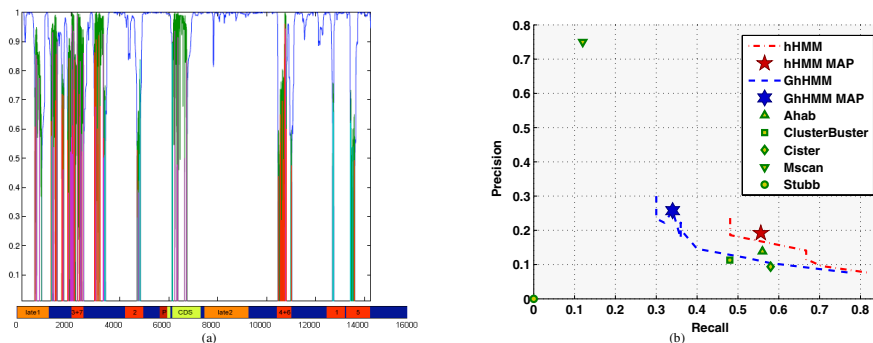 1
0.9
0.8
0.7
0.6
0.5
0.4
0.3
0.2
0.1
late1
3+7
2
P
CDS
late2
4+6
1
5
0
2000
4000
6000
8000
10000
12000
14000
16000
(a)
0.8
0.7
0.6
0.5
0.4
0.3
0.2
0.1
0
Precision
hHMM
hHMM MAP
GhHMM
GhHMM MAP
Ahab
ClusterBuster
Cister
Mscan
Stubb
0
0.1
0.2
0.3
0.4
0.5
0.6
0.7
0.8
Recall
(b)